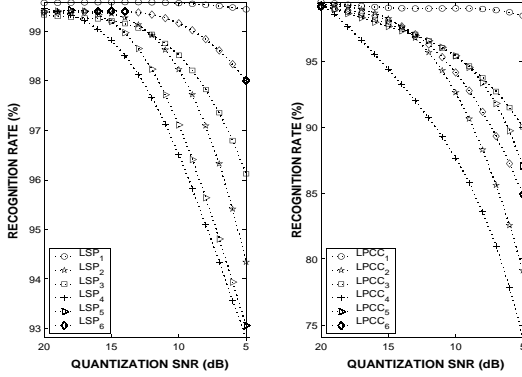 99
98
97
96
95
94
93
RECOGNITION RATE (%)
LSP1
LSP2
LSP3
LSP4
LSP5
LSP6
20 15 10 5
QUANTIZATION SNR (dB)
95
90
85
80
75
RECOGNITION RATE (%)
LPCC1
LPCC2
LPCC3
LPCC4
LPCC5
LPCC6
20 15 10 5
QUANTIZATION SNR (dB)